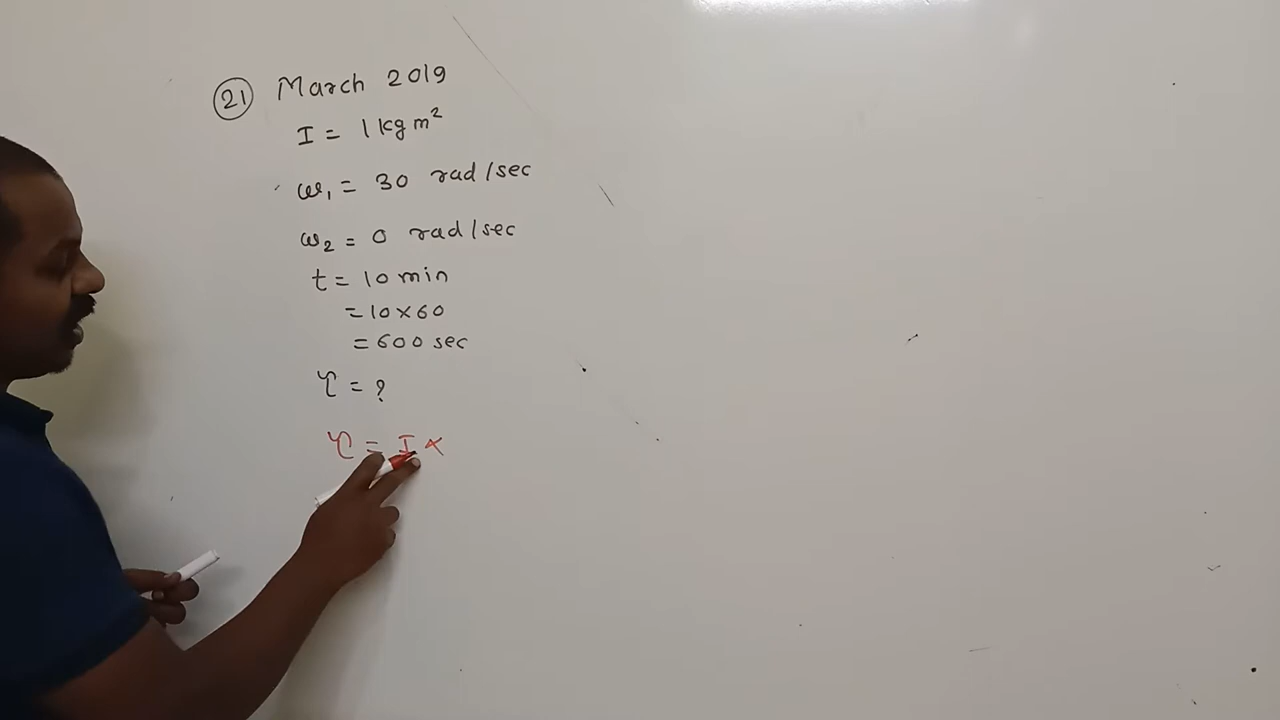 21 March 2019
I = 1 kg m²
ω₁ = 30 rad/sec
ω₂ = 0 rad/sec
t = 10 min
= 10 × 60
= 600 sec
τ = ?
τ = I α